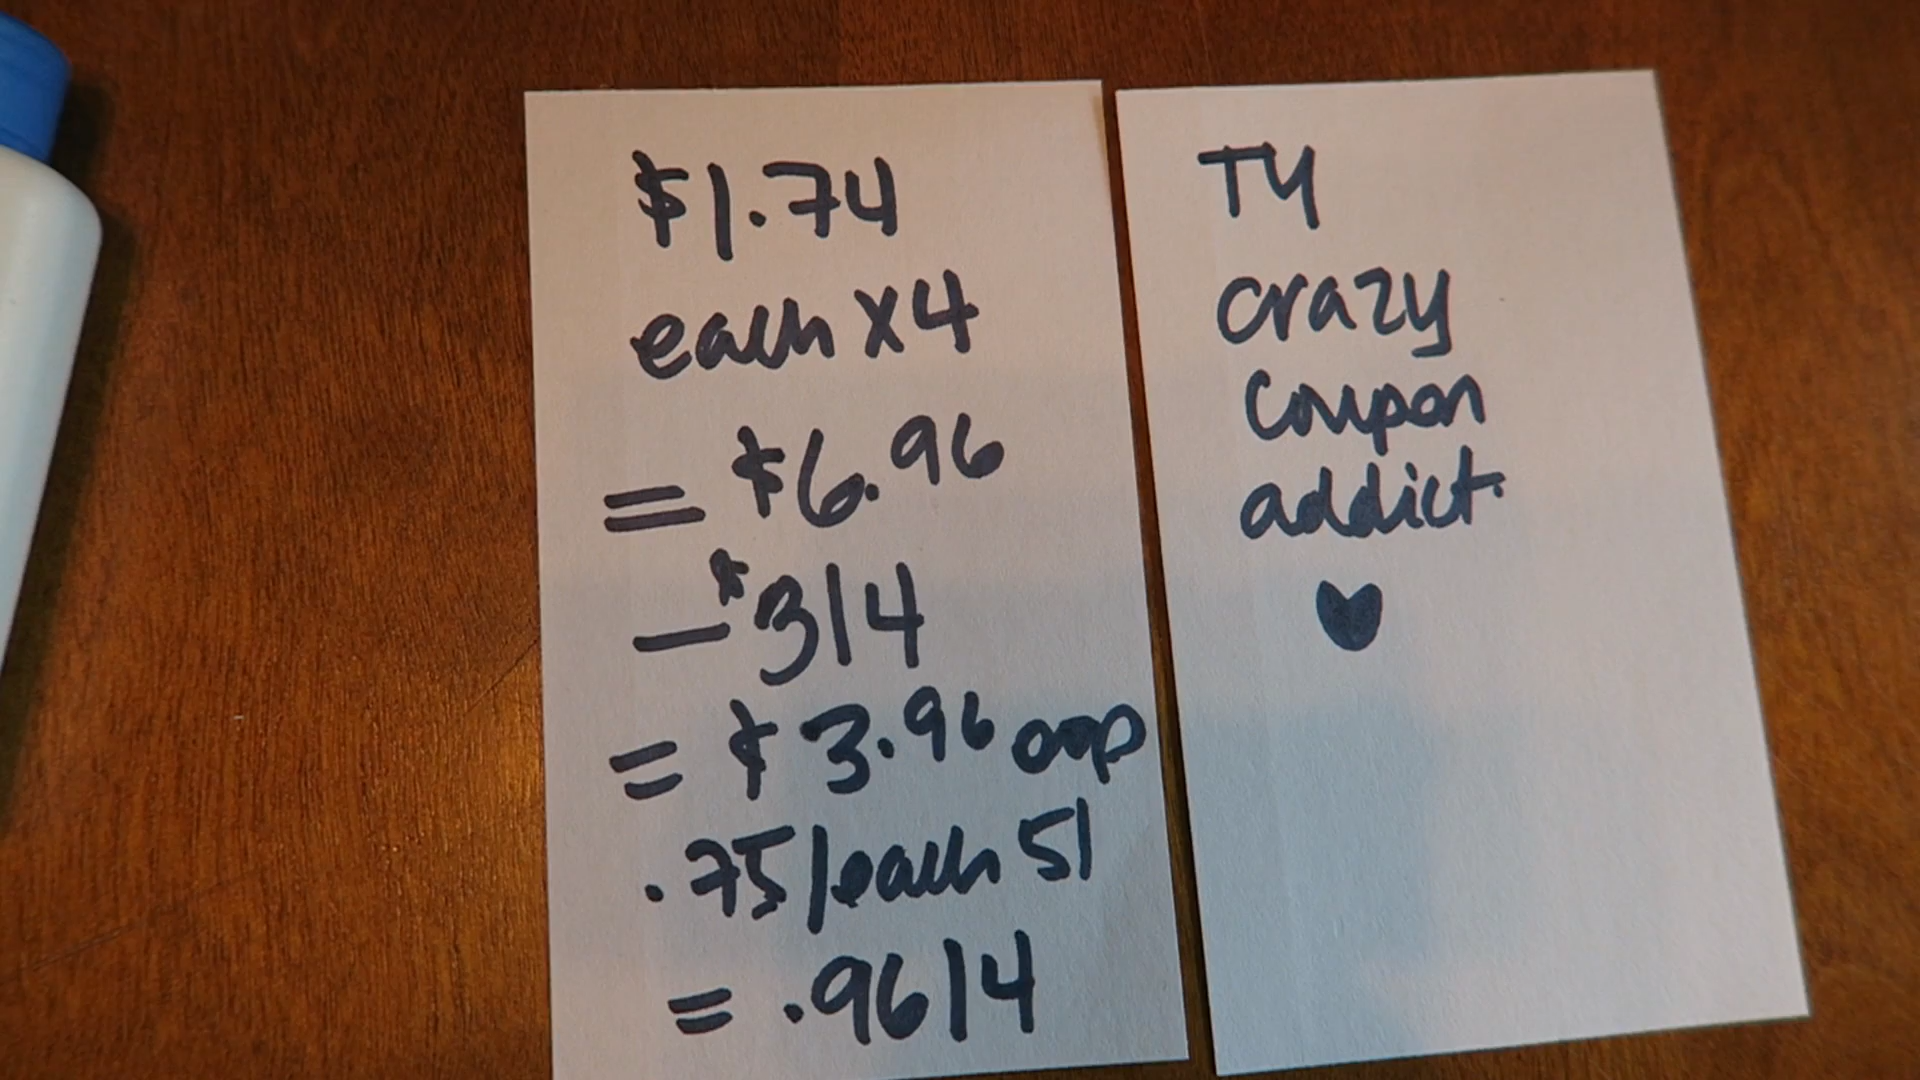 $1.74
each X4
= $6.96
- $3/4
= $3.96 oop
.75/each 51
= .96/4
TY
crazy
coupon
addict.
♥